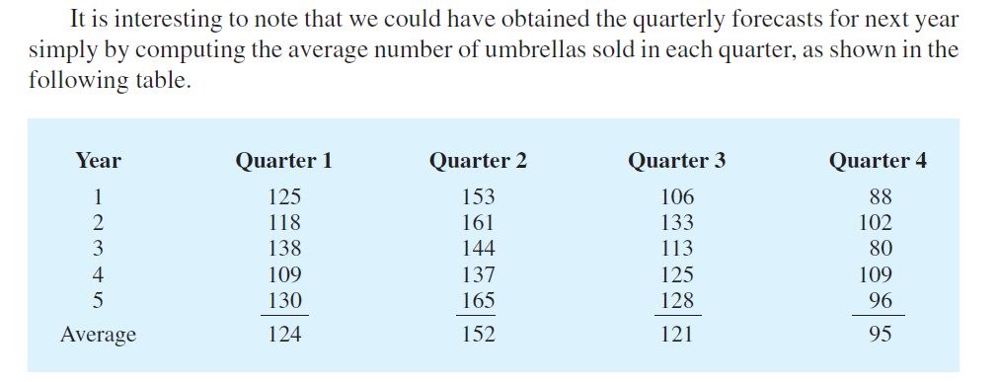 It is interesting to note that we could have obtained the quarterly forecasts for next year
simply by computing the average number of umbrellas sold in each quarter, as shown in the
following table.
Year Quarter 1 Quarter 2 Quarter 3 Quarter 4
1 125 153 106 88
2 118 161 133 102
3 138 144 113 80
4 109 137 125 109
5 130 165 128 96
Average 124 152 121 95